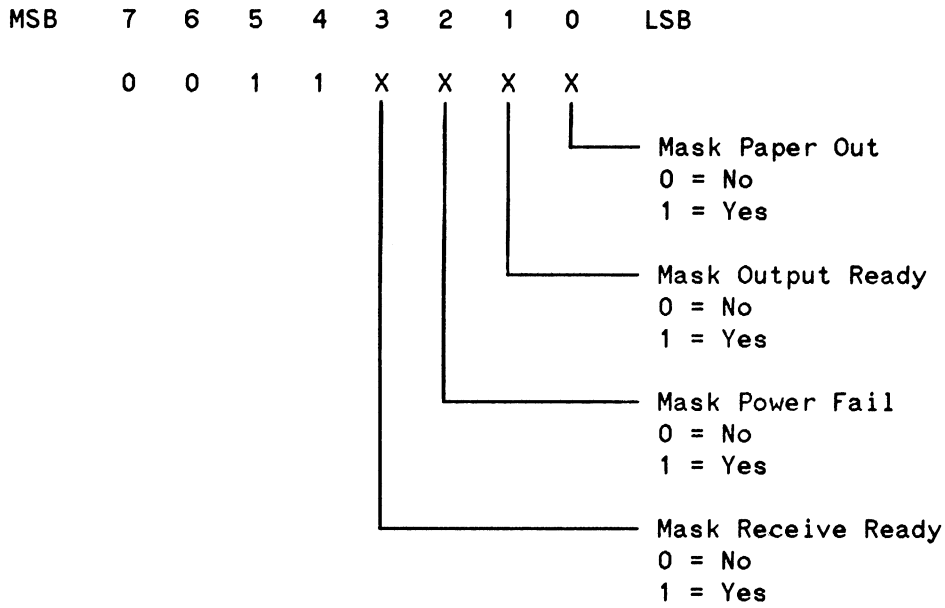 MSB 7 6 5 4 3 2 1 0 LSB
0 0 1 1 X X X X
Mask Paper Out
0 = No
1 = Yes
Mask Output Ready
0 = No
1 = Yes
Mask Power Fail
0 = No
1 = Yes
Mask Receive Ready
0 = No
1 = Yes